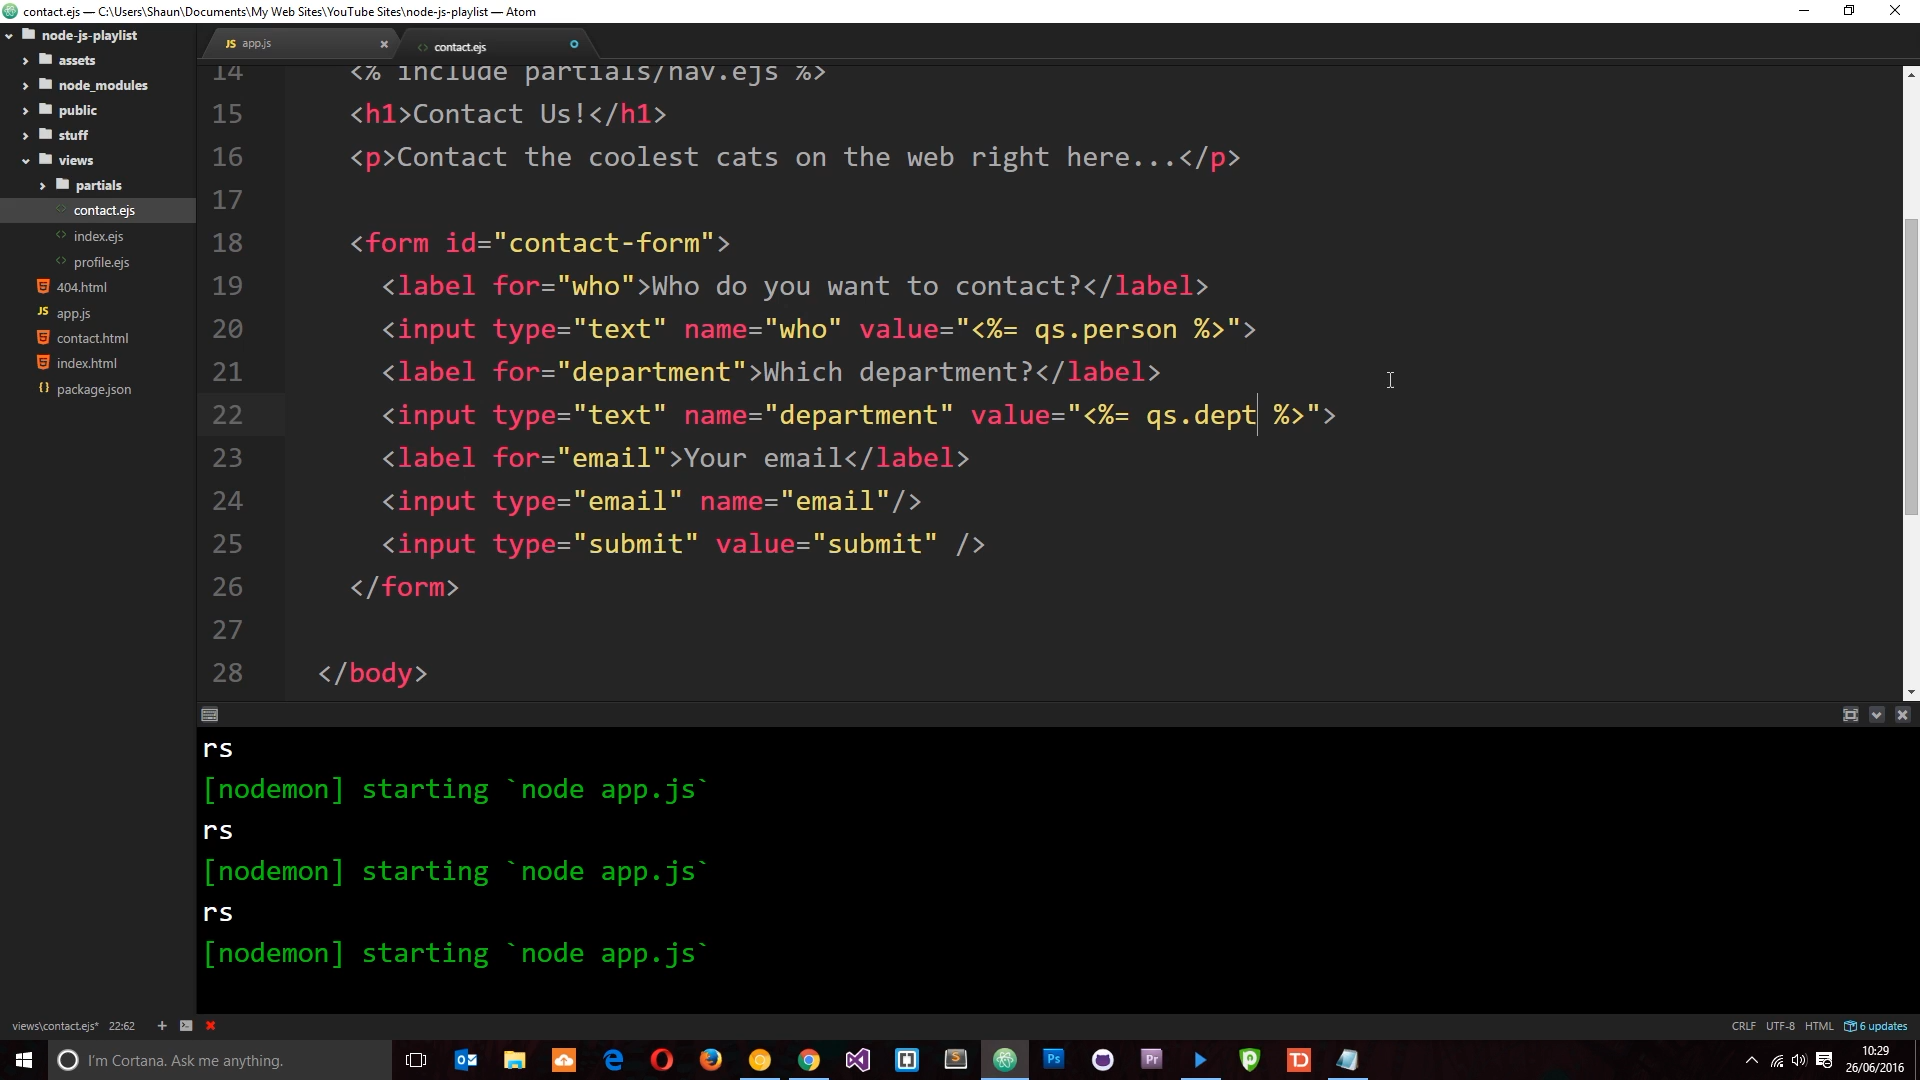 contact.ejs — C:\Users\Shaun\Documents\My Web Sites\YouTube Sites\node-js-playlist — Atom
node-js-playlist
assets
node_modules
public
stuff
views
partials
contact.ejs
index.ejs
profile.ejs
404.html
JS app.js
contact.html
index.html
{} package.json
JS app.js
contact.ejs
14 <% include partials/nav.ejs %>
15 <h1>Contact Us!</h1>
16 <p>Contact the coolest cats on the web right here...</p>
17
18 <form id="contact-form">
19 <label for="who">Who do you want to contact?</label>
20 <input type="text" name="who" value="<%= qs.person %>">
21 <label for="department">Which department?</label>
22 <input type="text" name="department" value="<%= qs.dept %>">
23 <label for="email">Your email</label>
24 <input type="email" name="email"/>
25 <input type="submit" value="submit" />
26 </form>
27
28 </body>
rs
[nodemon] starting `node app.js`
rs
[nodemon] starting `node app.js`
rs
[nodemon] starting `node app.js`
views\contact.ejs* 22:62
CRLF UTF-8 HTML 6 updates
I'm Cortana. Ask me anything.
Ps
Pr
TD
10:29
26/06/2016